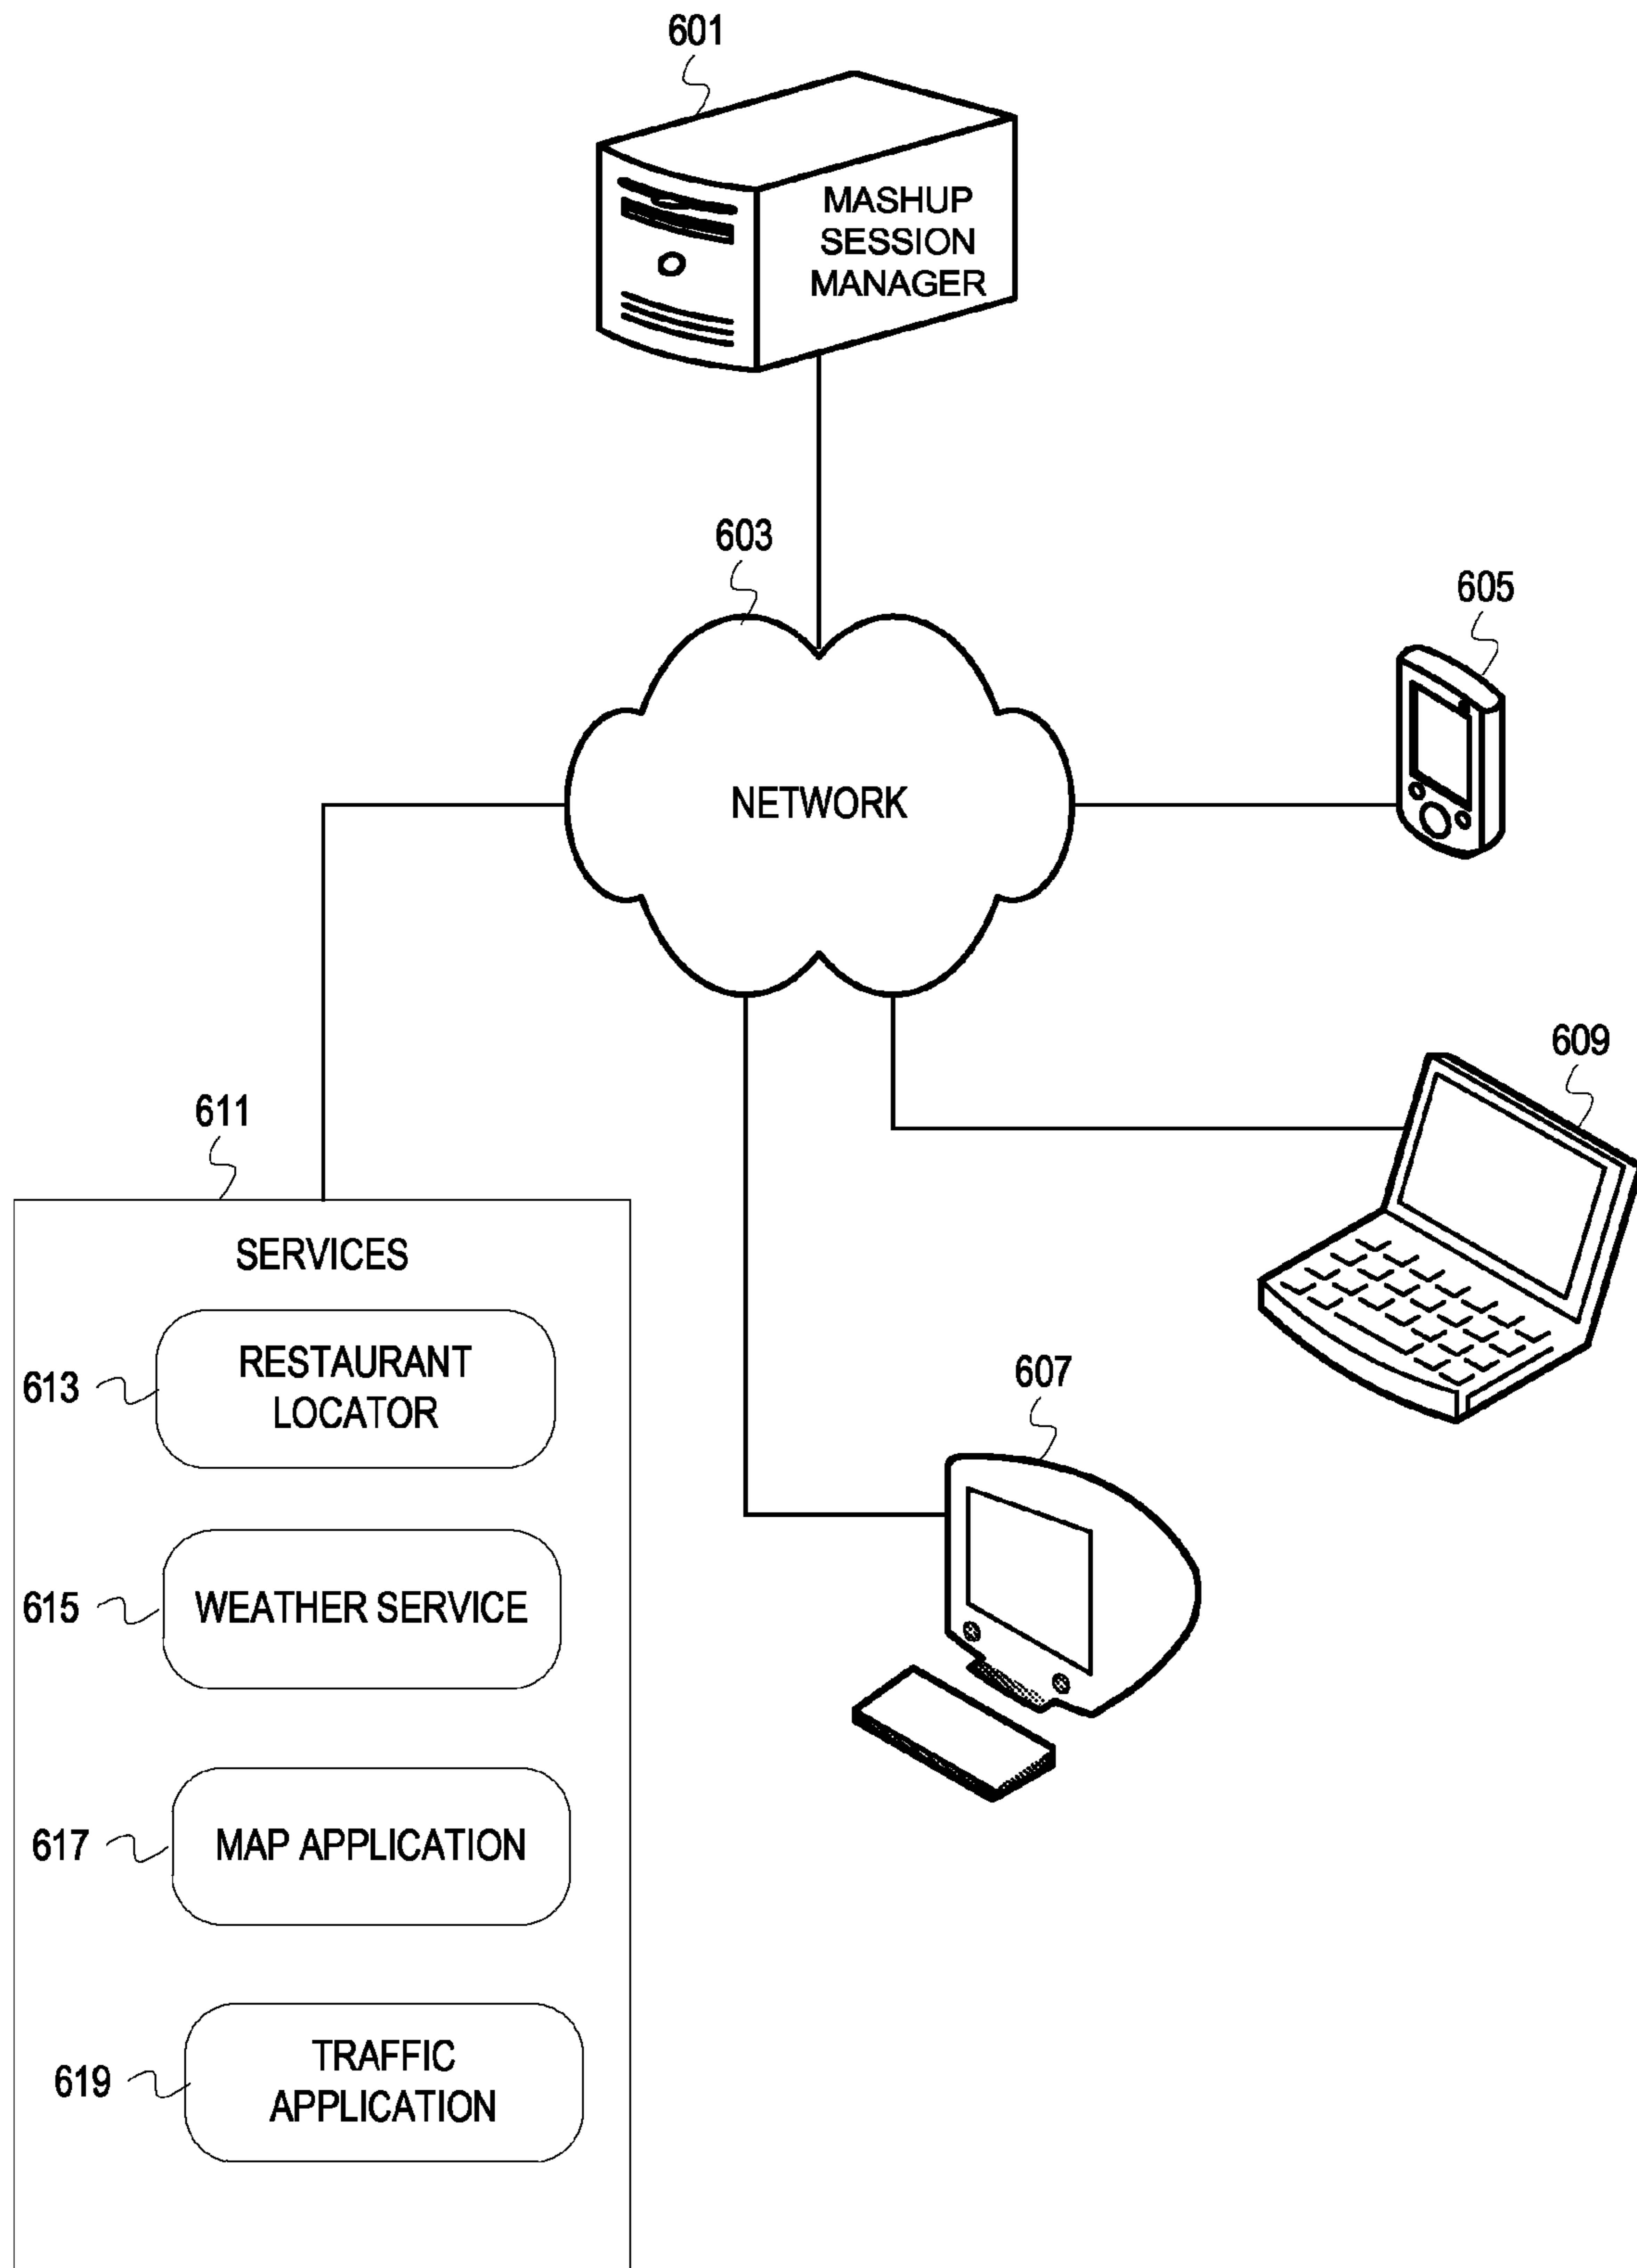 601
MASHUP
SESSION
MANAGER
603
605
NETWORK
609
611
SERVICES
RESTAURANT
LOCATOR
613
607
615
WEATHER SERVICE
617
MAP APPLICATION
619
TRAFFIC
APPLICATION